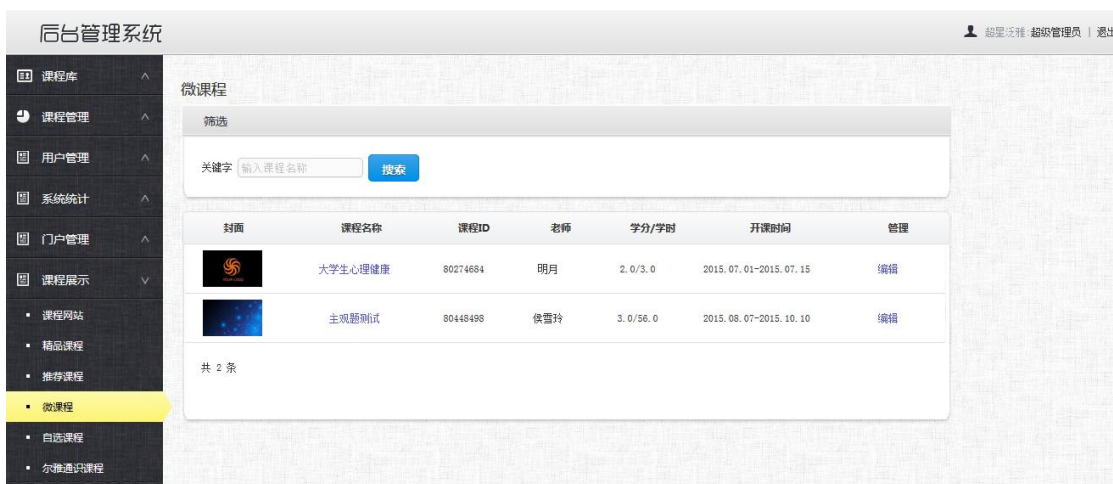 后台管理系统
超星泛雅:超级管理员 | 退出
课程库
课程管理
用户管理
系统统计
门户管理
课程展示
课程网站
精品课程
推荐课程
微课程
自选课程
尔雅通识课程
微课程
筛选
关键字 输入课程名称 搜索
封面 课程名称 课程ID 老师 学分/学时 开课时间 管理
YOUR LOGO
大学生心理健康 80274684 明月 2.0/3.0 2015.07.01-2015.07.15 编辑
主观题测试 80448498 侯雪玲 3.0/56.0 2015.08.07-2015.10.10 编辑
共 2 条